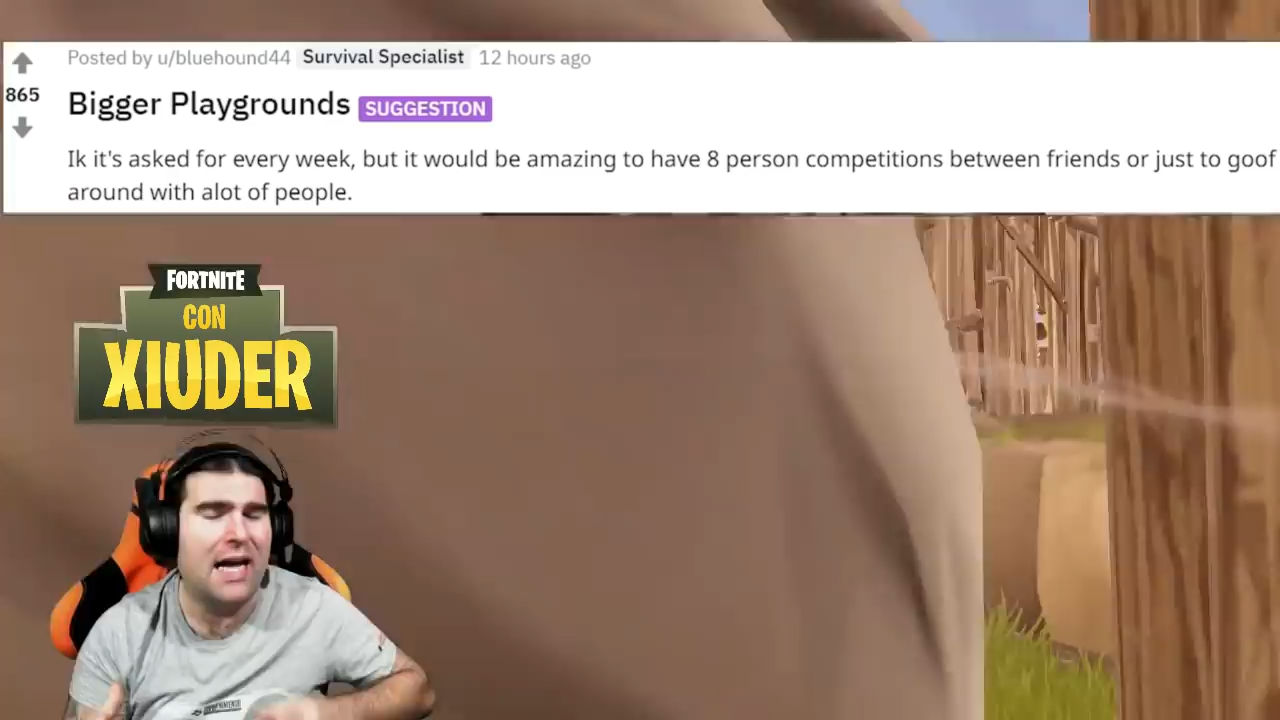 Posted by u/bluehound44 Survival Specialist 12 hours ago
865
Bigger Playgrounds SUGGESTION
Ik it's asked for every week, but it would be amazing to have 8 person competitions between friends or just to goof
around with alot of people.
FORTNITE
CON
XIUDER